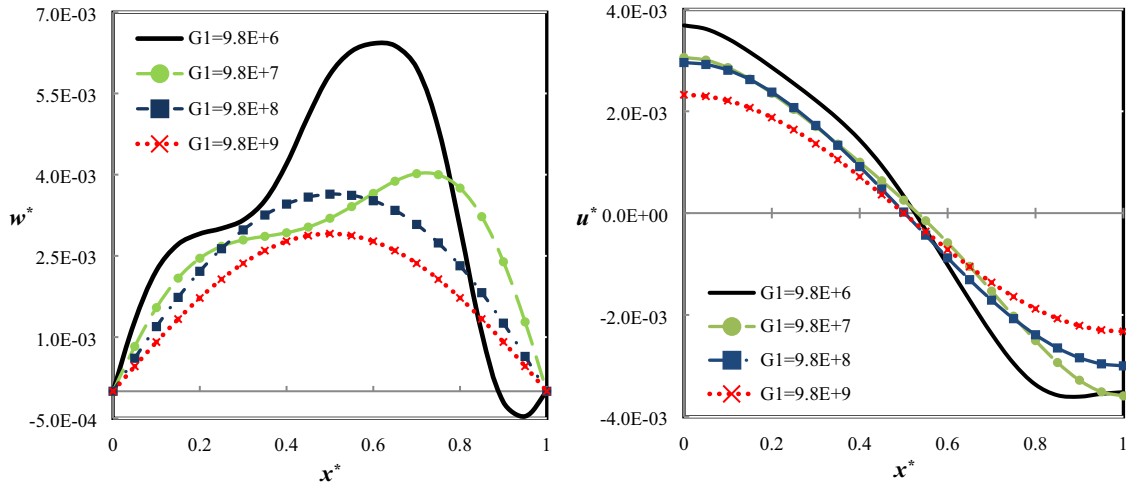 7.0E-03
5.5E-03
4.0E-03
2.5E-03
1.0E-03
-5.0E-04
w*
G1=9.8E+6
G1=9.8E+7
G1=9.8E+8
G1=9.8E+9
0 0.2 0.4 0.6 0.8 1
x*
4.0E-03
2.0E-03
0.0E+00
-2.0E-03
-4.0E-03
u*
G1=9.8E+6
G1=9.8E+7
G1=9.8E+8
G1=9.8E+9
0 0.2 0.4 0.6 0.8 1
x*